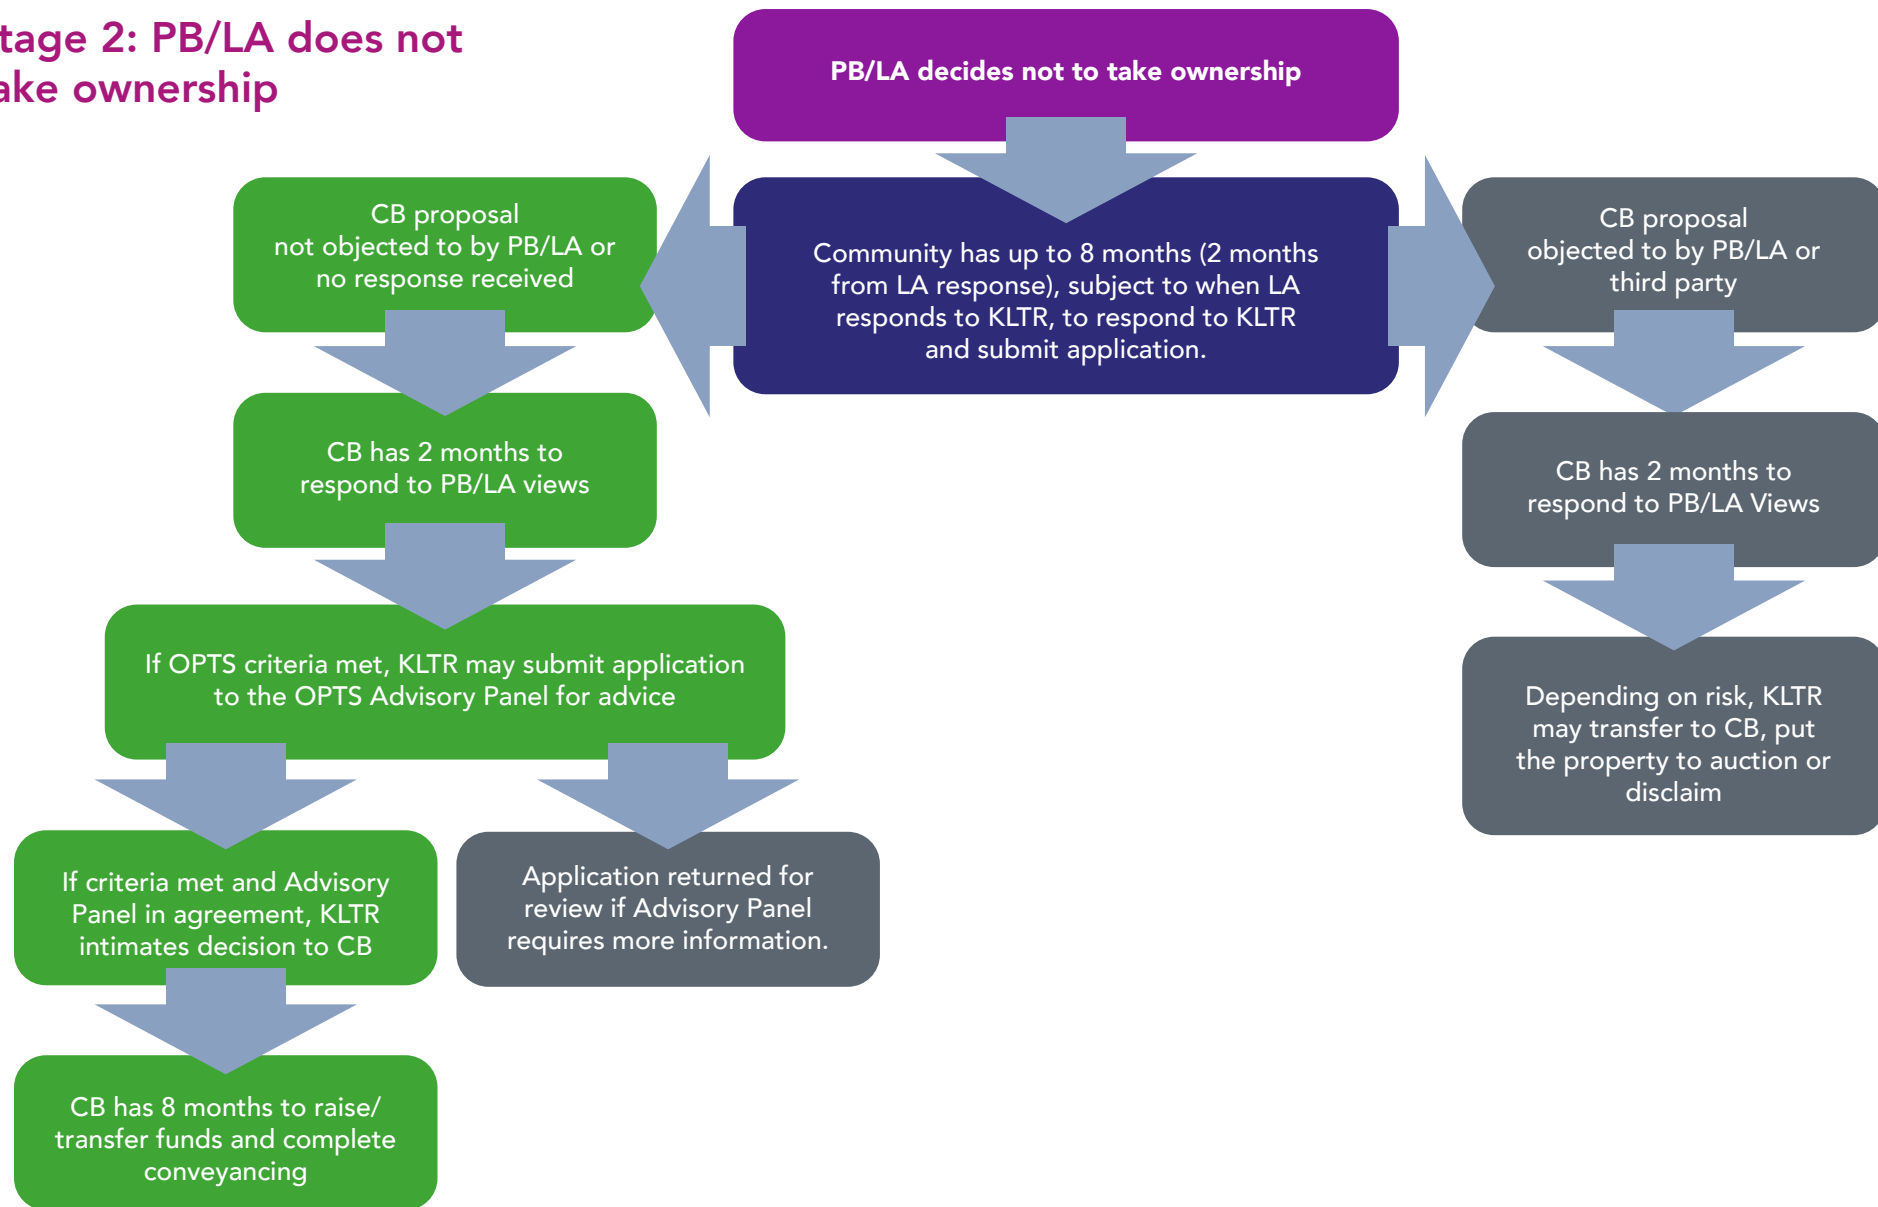 tage 2: PB/LA does not
ake ownership
PB/LA decides not to take ownership
CB proposal
not objected to by PB/LA or
no response received
Community has up to 8 months (2 months
from LA response), subject to when LA
responds to KLTR, to respond to KLTR
and submit application.
CB proposal
objected to by PB/LA or
third party
CB has 2 months to
respond to PB/LA views
CB has 2 months to
respond to PB/LA Views
If OPTS criteria met, KLTR may submit application
to the OPTS Advisory Panel for advice
Depending on risk, KLTR
may transfer to CB, put
the property to auction or
disclaim
If criteria met and Advisory
Panel in agreement, KLTR
intimates decision to CB
Application returned for
review if Advisory Panel
requires more information.
CB has 8 months to raise/
transfer funds and complete
conveyancing